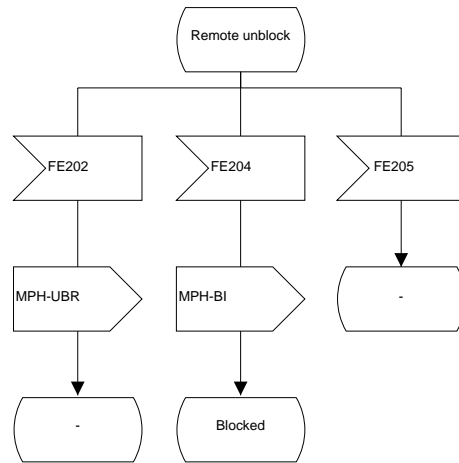 Remote unblock
FE202
FE204
FE205
MPH-UBR
MPH-BI
-
-
Blocked